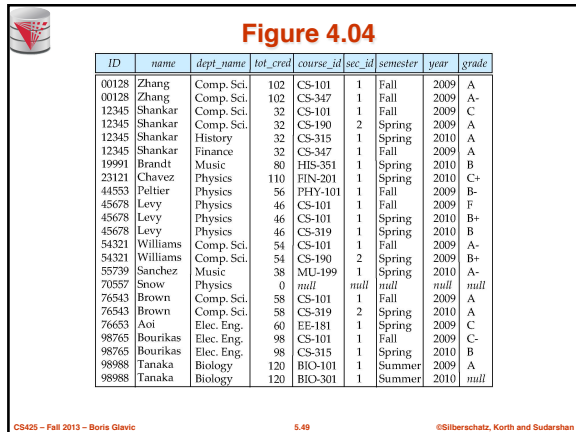 Figure 4.04
ID name dept_name tot_cred course_id sec_id semester year grade
00128 Zhang Comp. Sci. 102 CS-101 1 Fall 2009 A
00128 Zhang Comp. Sci. 102 CS-347 1 Fall 2009 A-
12345 Shankar Comp. Sci. 32 CS-101 1 Fall 2009 C
12345 Shankar Comp. Sci. 32 CS-190 2 Spring 2009 A
12345 Shankar History 32 CS-315 1 Spring 2010 A
12345 Shankar Finance 32 CS-347 1 Fall 2009 A
19991 Brandt Music 80 HIS-351 1 Spring 2010 B
23121 Chavez Physics 110 FIN-201 1 Spring 2010 C+
44553 Peltier Physics 56 PHY-101 1 Fall 2009 B-
45678 Levy Physics 46 CS-101 1 Fall 2009 F
45678 Levy Physics 46 CS-101 1 Spring 2010 B+
45678 Levy Physics 46 CS-319 1 Spring 2010 B
54321 Williams Comp. Sci. 54 CS-101 1 Fall 2009 A-
54321 Williams Comp. Sci. 54 CS-190 2 Spring 2009 B+
55739 Sanchez Music 38 MU-199 1 Spring 2010 A-
70557 Snow Physics 0 null null null null null
76543 Brown Comp. Sci. 58 CS-101 1 Fall 2009 A
76543 Brown Comp. Sci. 58 CS-319 2 Spring 2010 A
76653 Aoi Elec. Eng. 60 EE-181 1 Spring 2009 C
98765 Bourikas Elec. Eng. 98 CS-101 1 Fall 2009 C-
98765 Bourikas Elec. Eng. 98 CS-315 1 Spring 2010 B
98988 Tanaka Biology 120 BIO-101 1 Summer 2009 A
98988 Tanaka Biology 120 BIO-301 1 Summer 2010 null
CS425 – Fall 2013 – Boris Glavic 5.49 ©Silberschatz, Korth and Sudarshan